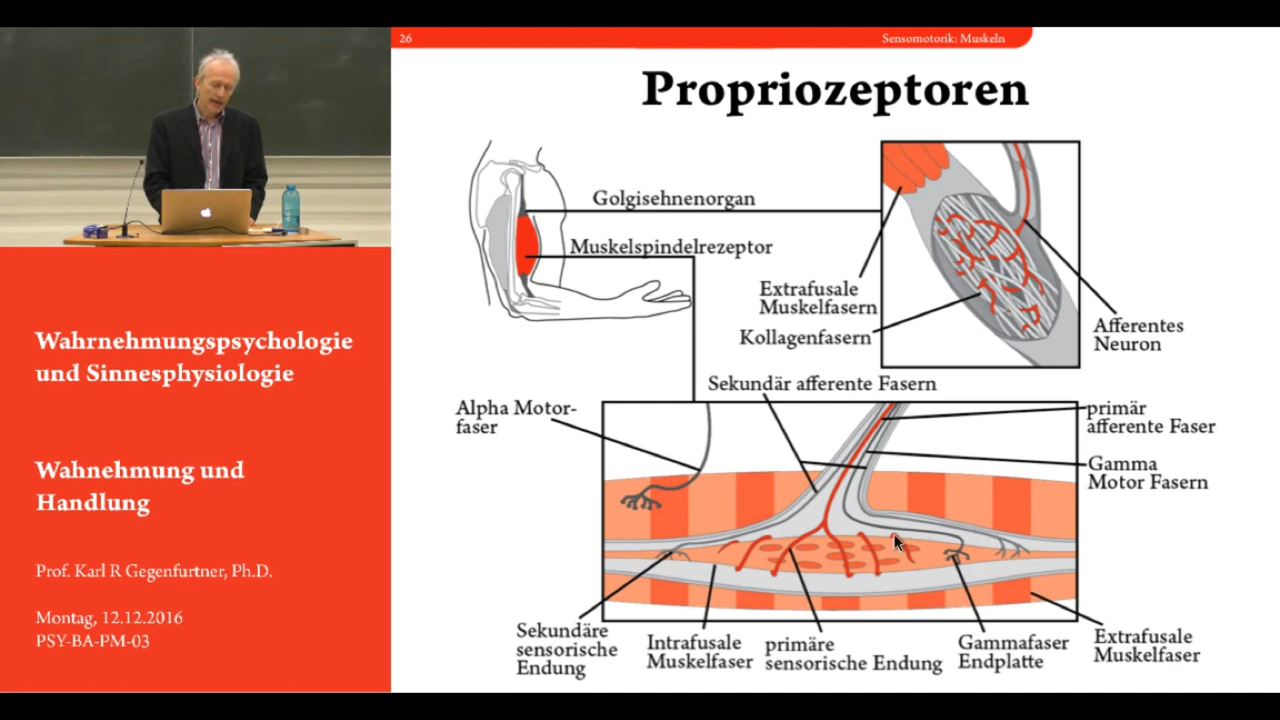 26
Sensomotorik: Muskeln
Propriozeptoren
Golgisehnenorgan
Muskelspindelrezeptor
Extrafusale
Muskelfasern
Kollagenfasern
Afferentes
Neuron
Sekundär afferente Fasern
Alpha Motor-
faser
primär
afferente Faser
Gamma
Motor Fasern
Sekundäre
sensorische
Endung
Intrafusale
Muskelfaser
primäre
sensorische Endung
Gammafaser
Endplatte
Extrafusale
Muskelfaser
Wahrnehmungspsychologie
und Sinnesphysiologie
Wahnehmung und
Handlung
Prof. Karl R Gegenfurtner, Ph.D.
Montag, 12.12.2016
PSY-BA-PM-03